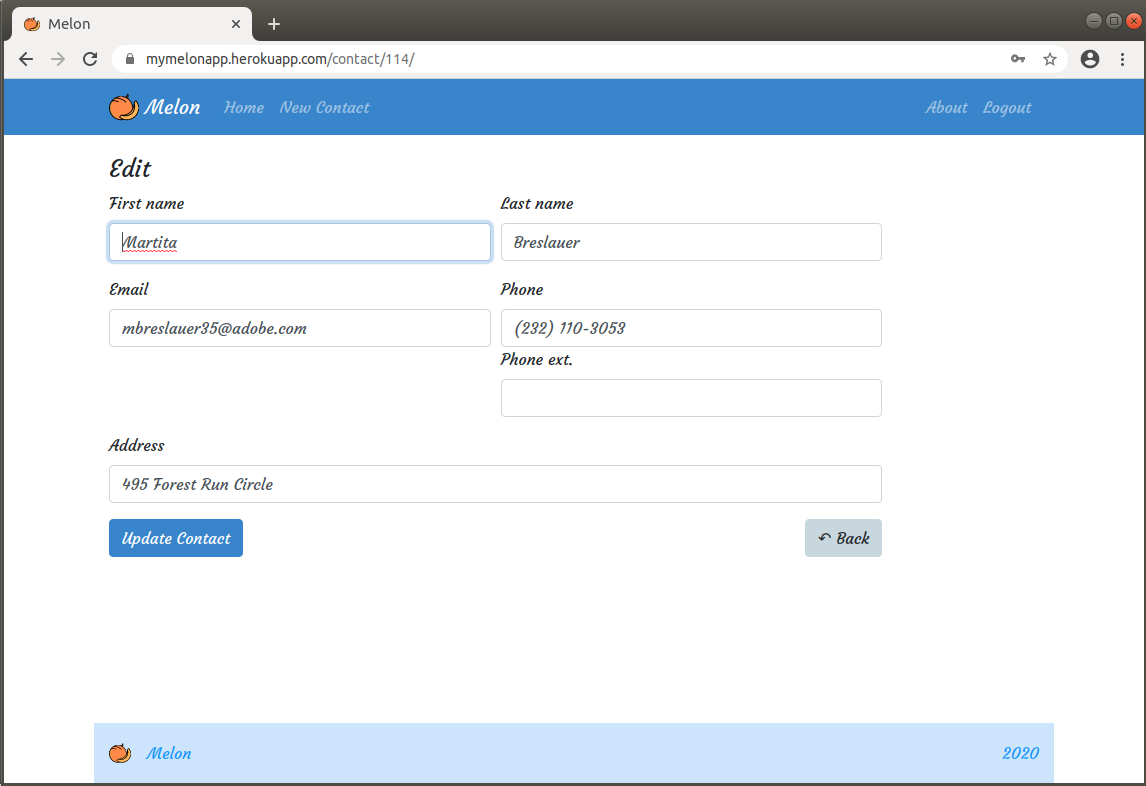 Melon
mymelonapp.herokuapp.com/contact/114/
Melon Home New Contact About Logout
Edit
First name Last name
Martita Breslauer
Email Phone
mbreslauer35@adobe.com (232) 110-3053
Phone ext.
Address
495 Forest Run Circle
Update Contact ↶ Back
Melon 2020